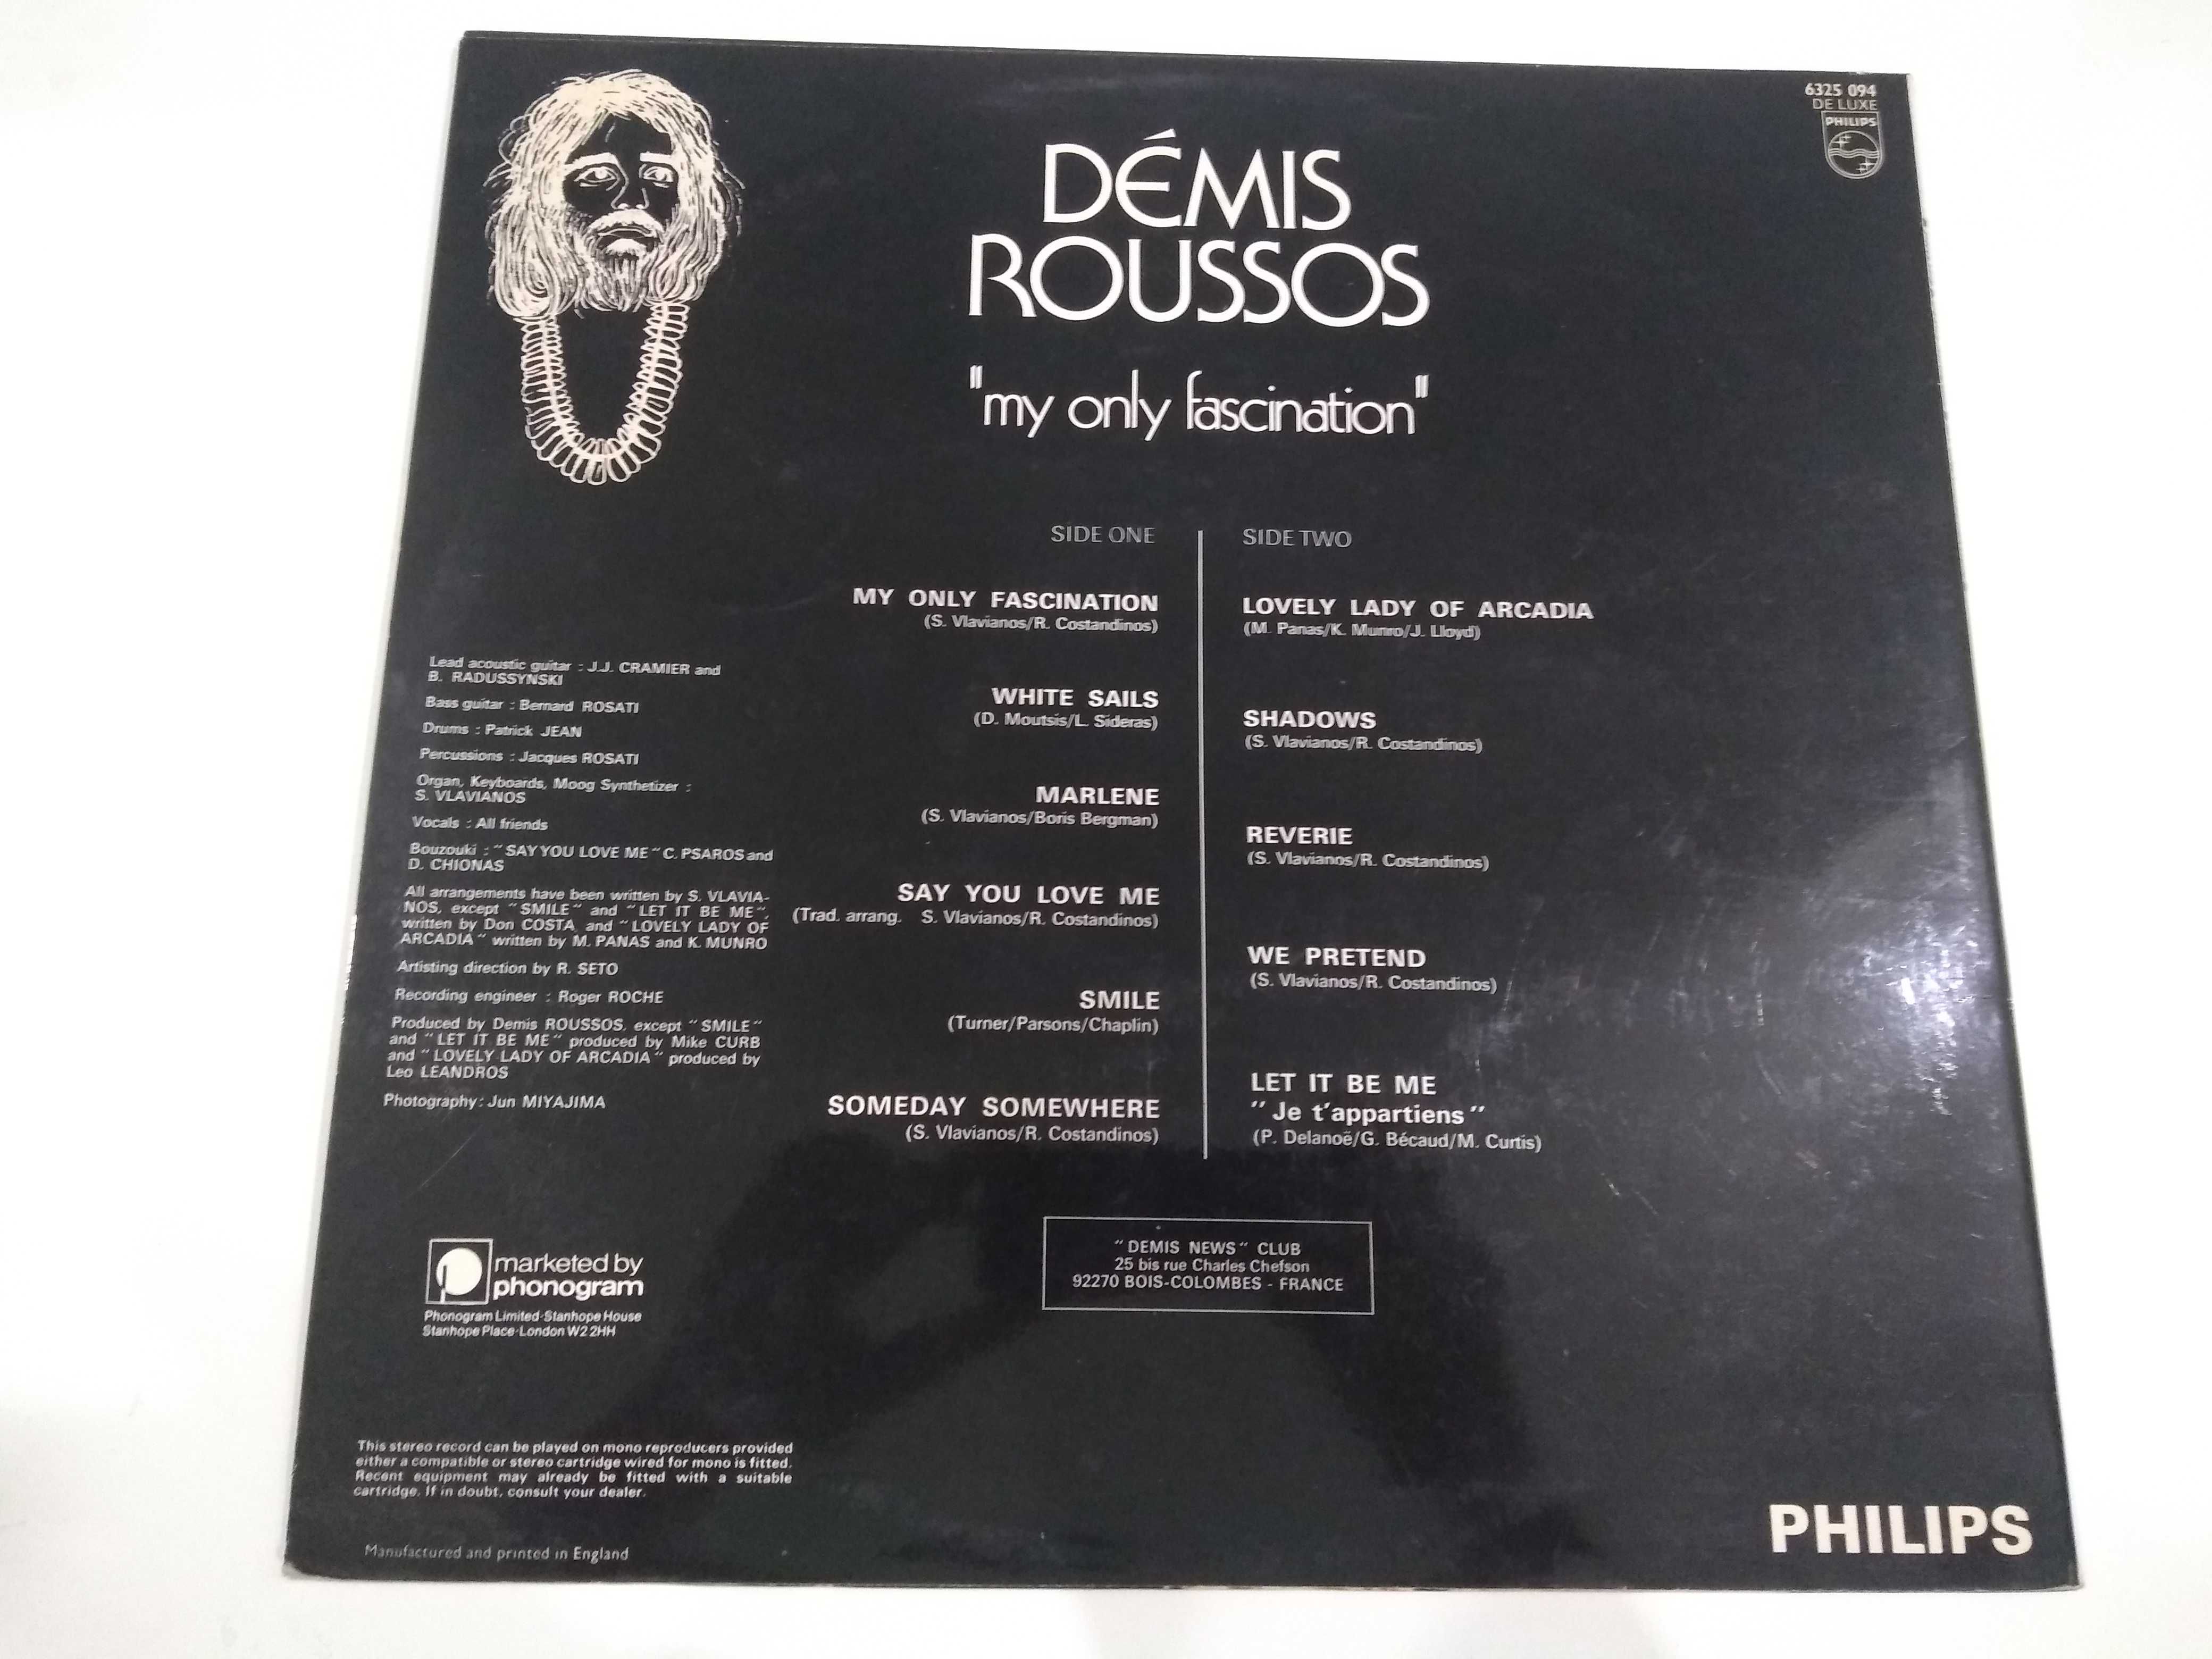 6325 094
DE LUXE
PHILIPS
DÉMIS
ROUSSOS
"my only fascination"
SIDE ONE
MY ONLY FASCINATION
(S. Vlavianos/R. Costandinos)
WHITE SAILS
(D. Moutsis/L. Sideras)
MARLENE
(S. Vlavianos/Boris Bergman)
SAY YOU LOVE ME
(Trad. arrang. S. Vlavianos/R. Costandinos)
SMILE
(Turner/Parsons/Chaplin)
SOMEDAY SOMEWHERE
(S. Vlavianos/R. Costandinos)
SIDE TWO
LOVELY LADY OF ARCADIA
(M. Panas/K. Munro/J. Lloyd)
SHADOWS
(S. Vlavianos/R. Costandinos)
REVERIE
(S. Vlavianos/R. Costandinos)
WE PRETEND
(S. Vlavianos/R. Costandinos)
LET IT BE ME
"Je t'appartiens"
(P. Delanoë/G. Bécaud/M. Curtis)
Lead acoustic guitar : J.J. CRAMIER and
B. RADUSSYNSKI
Bass guitar : Bernard ROSATI
Drums : Patrick JEAN
Percussions : Jacques ROSATI
Organ, Keyboards, Moog Synthetizer :
S. VLAVIANOS
Vocals : All friends
Bouzouki : "SAY YOU LOVE ME" C. PSAROS and
D. CHIONAS
All arrangements have been written by S. VLAVIA-
NOS, except "SMILE" and "LET IT BE ME",
written by Don COSTA and "LOVELY LADY OF
ARCADIA" written by M. PANAS and K. MUNRO
Artisting direction by R. SETO
Recording engineer : Roger ROCHE
Produced by Demis ROUSSOS, except "SMILE"
and "LET IT BE ME" produced by Mike CURB
and "LOVELY LADY OF ARCADIA" produced by
Leo LEANDROS
Photography : Jun MIYAJIMA
marketed by
phonogram
Phonogram Limited·Stanhope House
Stanhope Place·London W2 2HH
"DEMIS NEWS" CLUB
25 bis rue Charles Chefson
92270 BOIS-COLOMBES - FRANCE
This stereo record can be played on mono reproducers provided
either a compatible or stereo cartridge wired for mono is fitted.
Recent equipment may already be fitted with a suitable
cartridge. If in doubt, consult your dealer.
Manufactured and printed in England
PHILIPS